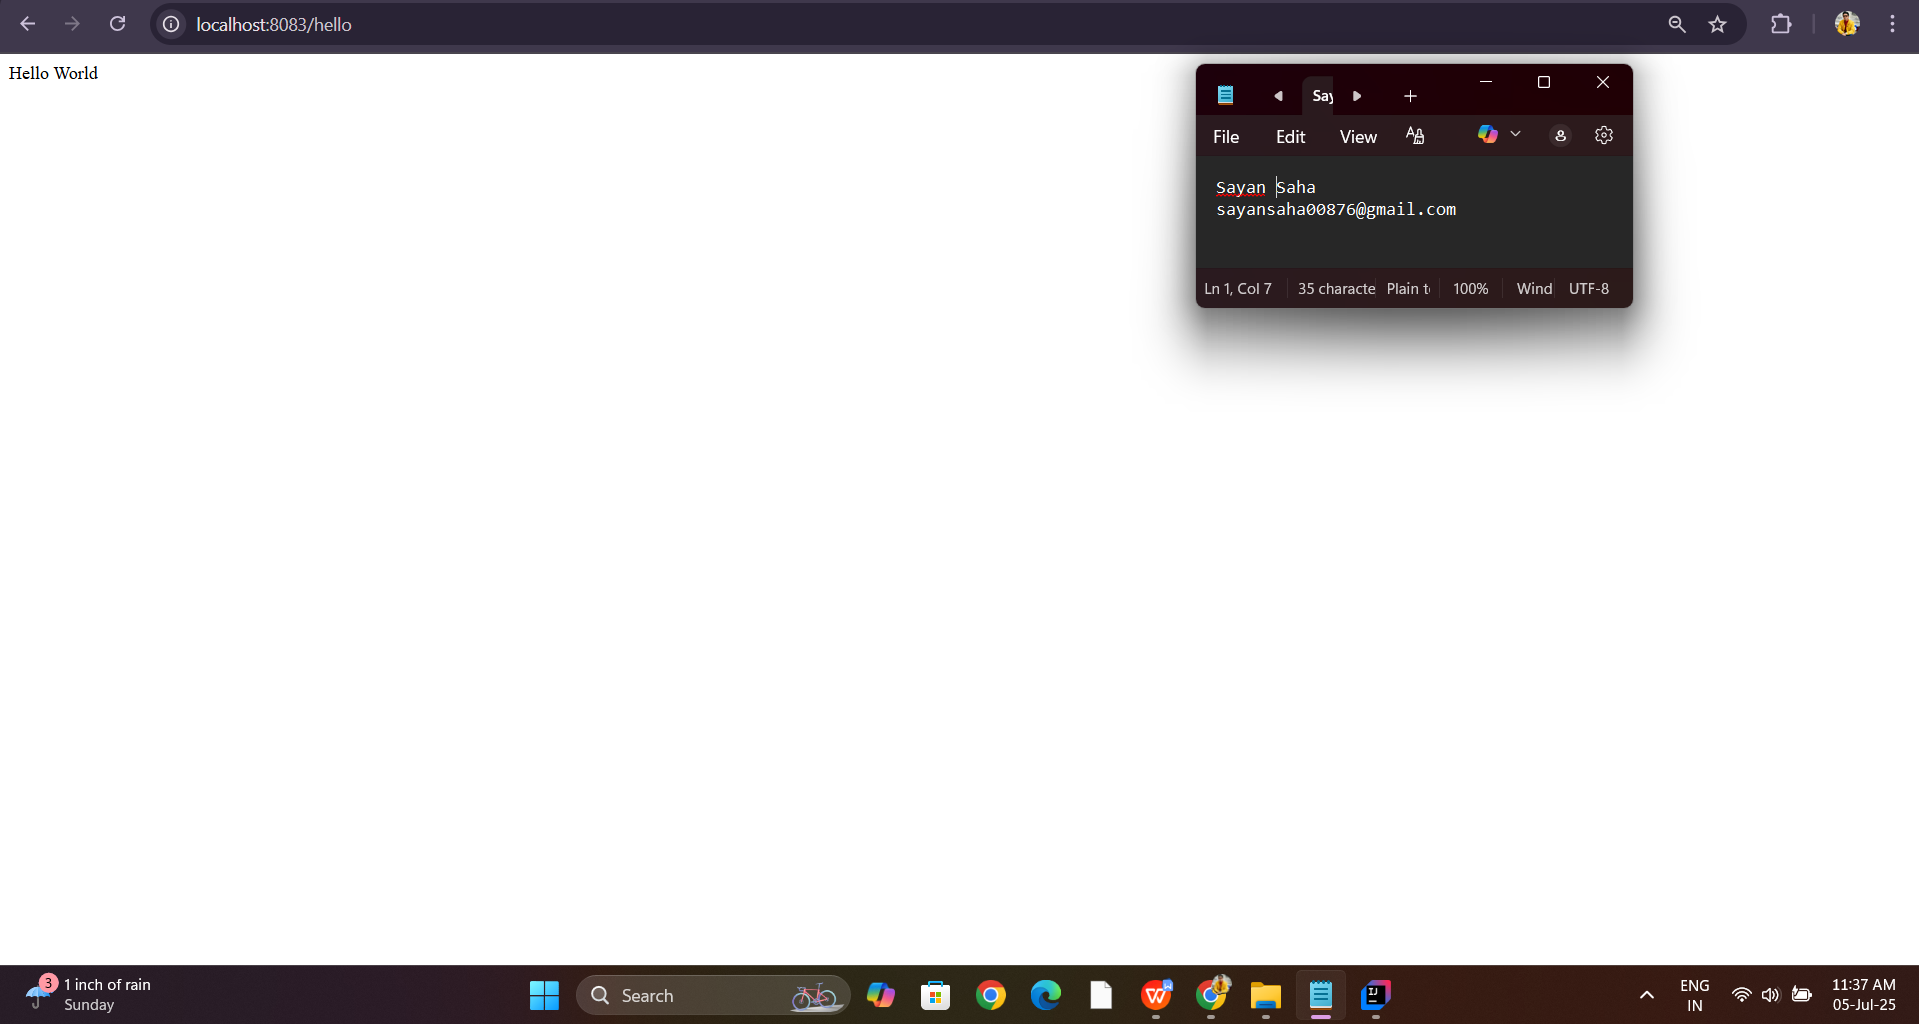 localhost:8083/hello
Hello World
Say
File Edit View
Sayan Saha
sayansaha00876@gmail.com
Ln 1, Col 7 35 characte Plain t 100% Wind UTF-8
3
1 inch of rain
Sunday
Search
ENG
IN
11:37 AM
05-Jul-25